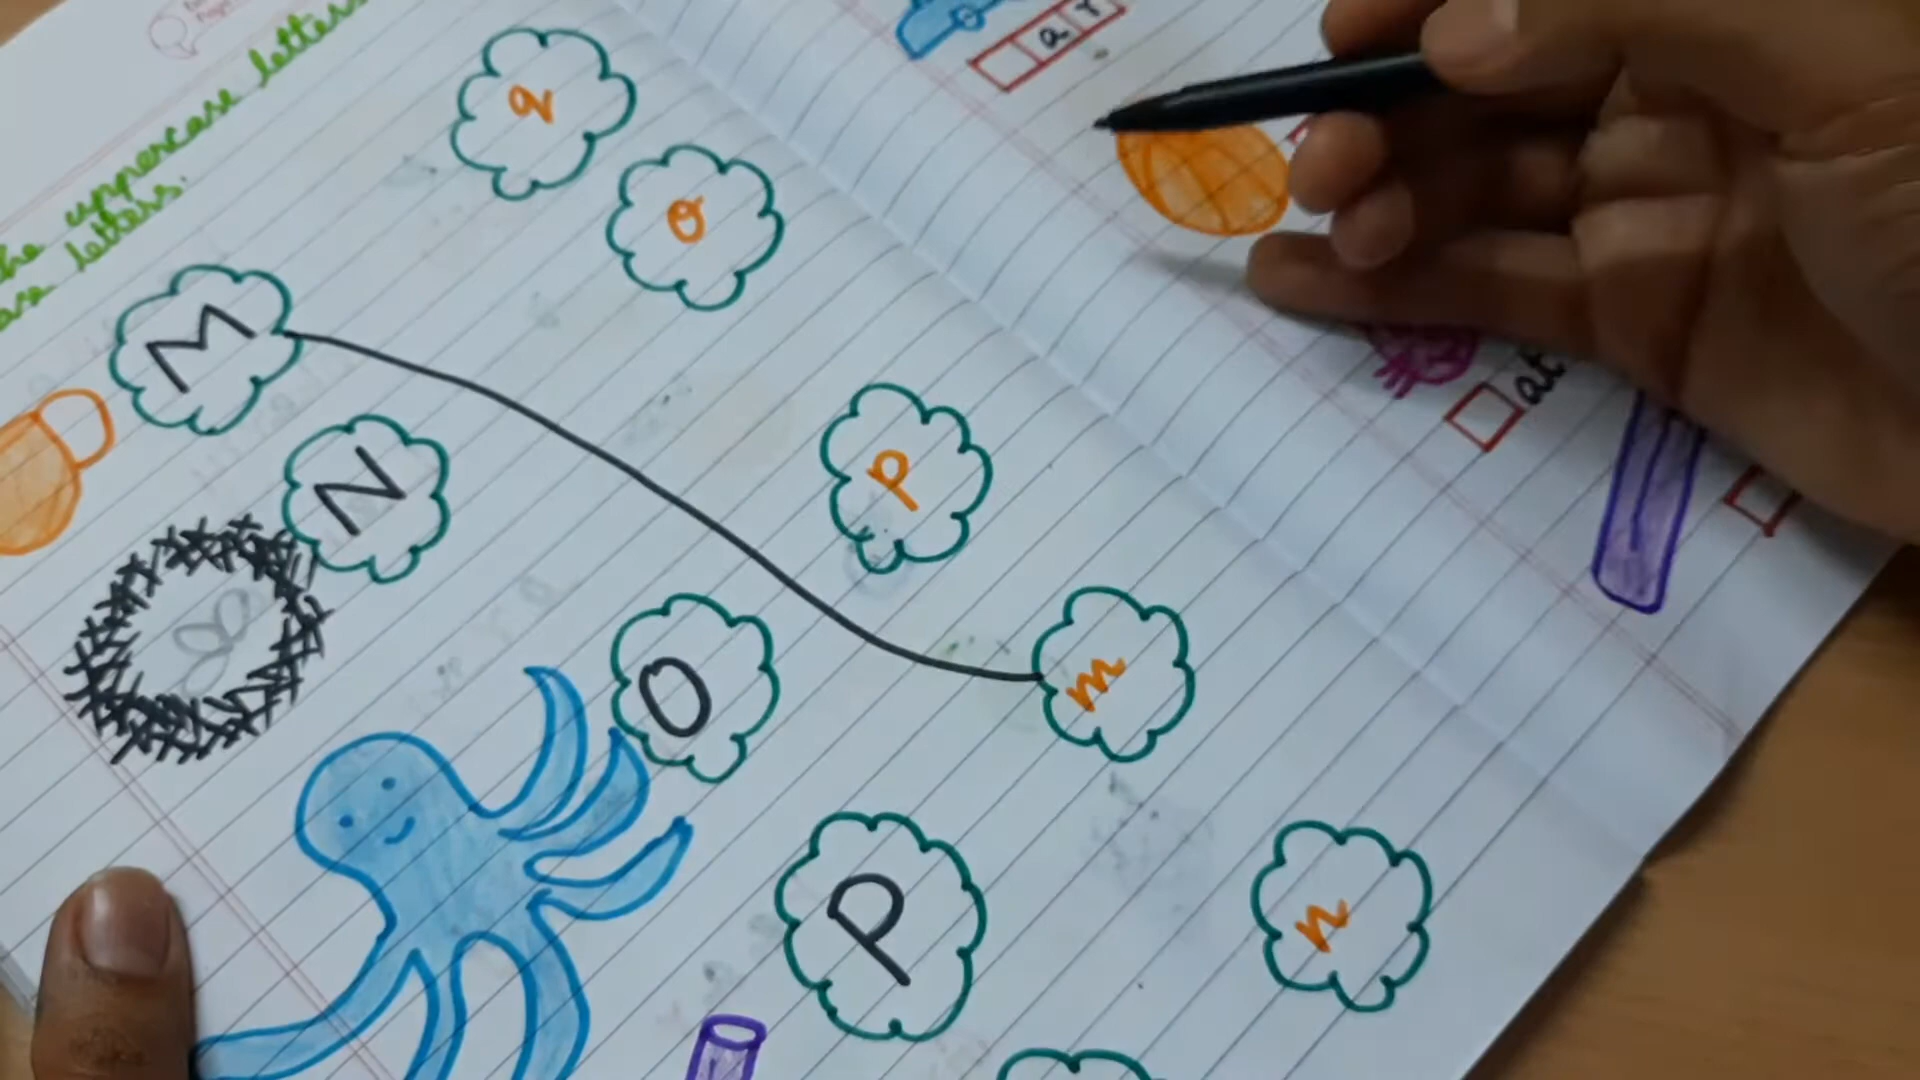 the uppercase letters
letters.
q
M
o
N
p
O
m
P
n
ar
at